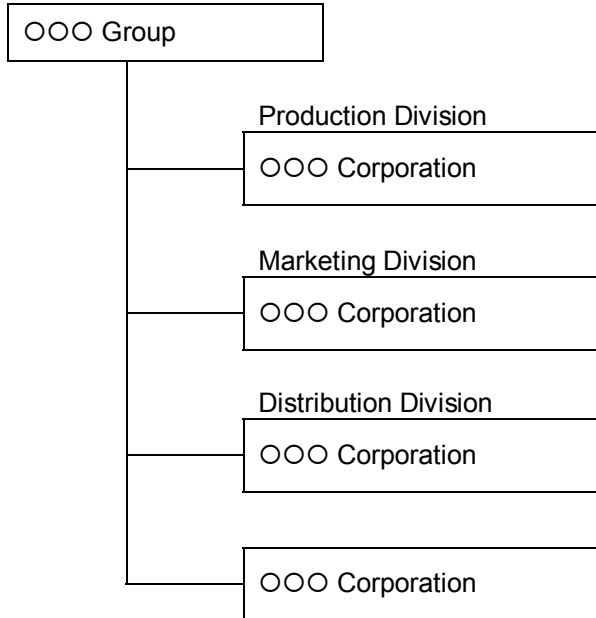 ○○○ Group
Production Division
○○○ Corporation
Marketing Division
○○○ Corporation
Distribution Division
○○○ Corporation
○○○ Corporation